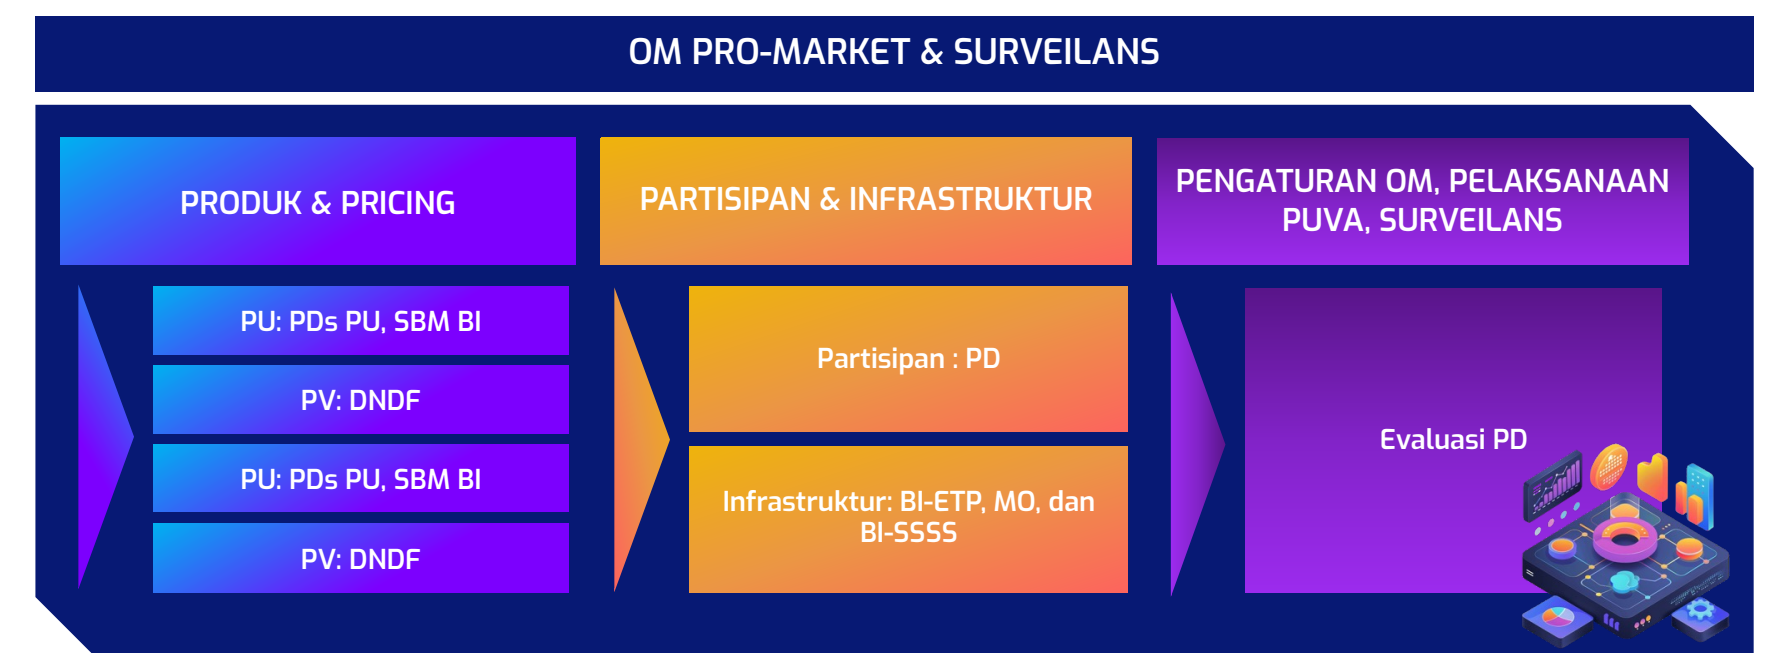 OM PRO-MARKET & SURVEILANS
PRODUK & PRICING
PU: PDs PU, SBM BI
PV: DNDF
PU: PDs PU, SBM BI
PV: DNDF
PARTISIPAN & INFRASTRUKTUR
Partisipan : PD
Infrastruktur: BI-ETP, MO, dan
BI-SSSS
PENGATURAN OM, PELAKSANAAN
PUVA, SURVEILANS
Evaluasi PD